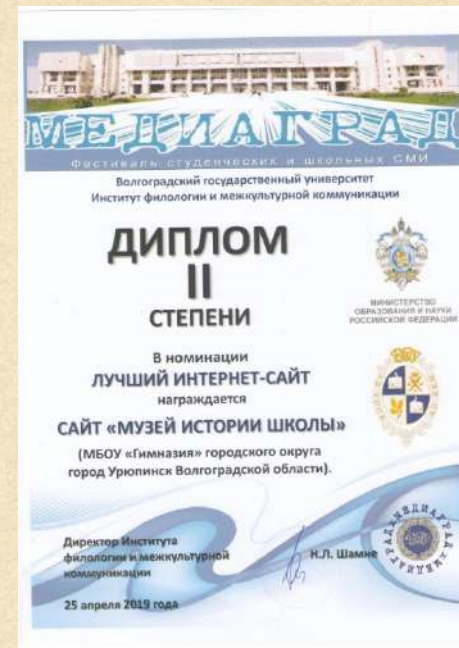 МЕДИАГРАД
Фестиваль студенческих и школьных СМИ
Волгоградский государственный университет
Институт филологии и межкультурной коммуникации
ДИПЛОМ
II
СТЕПЕНИ
МИНИСТЕРСТВО
ОБРАЗОВАНИЯ И НАУКИ
РОССИЙСКОЙ ФЕДЕРАЦИИ
В номинации
ЛУЧШИЙ ИНТЕРНЕТ-САЙТ
награждается
САЙТ «МУЗЕЙ ИСТОРИИ ШКОЛЫ»
(МБОУ «Гимназия» городского округа
город Урюпинск Волгоградской области).
Директор Института
филологии и межкультурной
коммуникации
Н.Л. Шамне
МЕДИАГРАД МЕДИАГРАД
25 апреля 2019 года